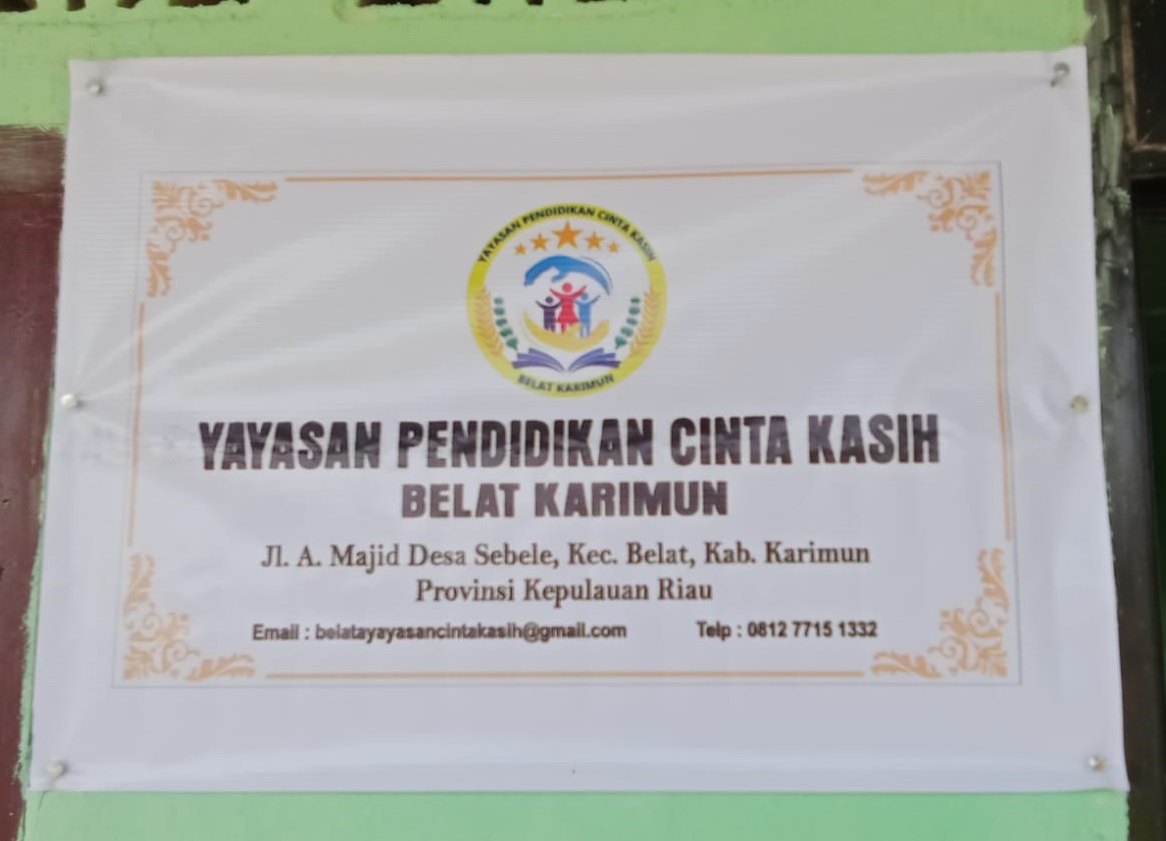 YAYASAN PENDIDIKAN CINTA KASIH
BELAT KARIMUN
YAYASAN PENDIDIKAN CINTA KASIH
BELAT KARIMUN
Jl. A. Majid Desa Sebele, Kec. Belat, Kab. Karimun
Provinsi Kepulauan Riau
Email : belatayayasancintakasih@gmail.com Telp : 0812 7715 1332